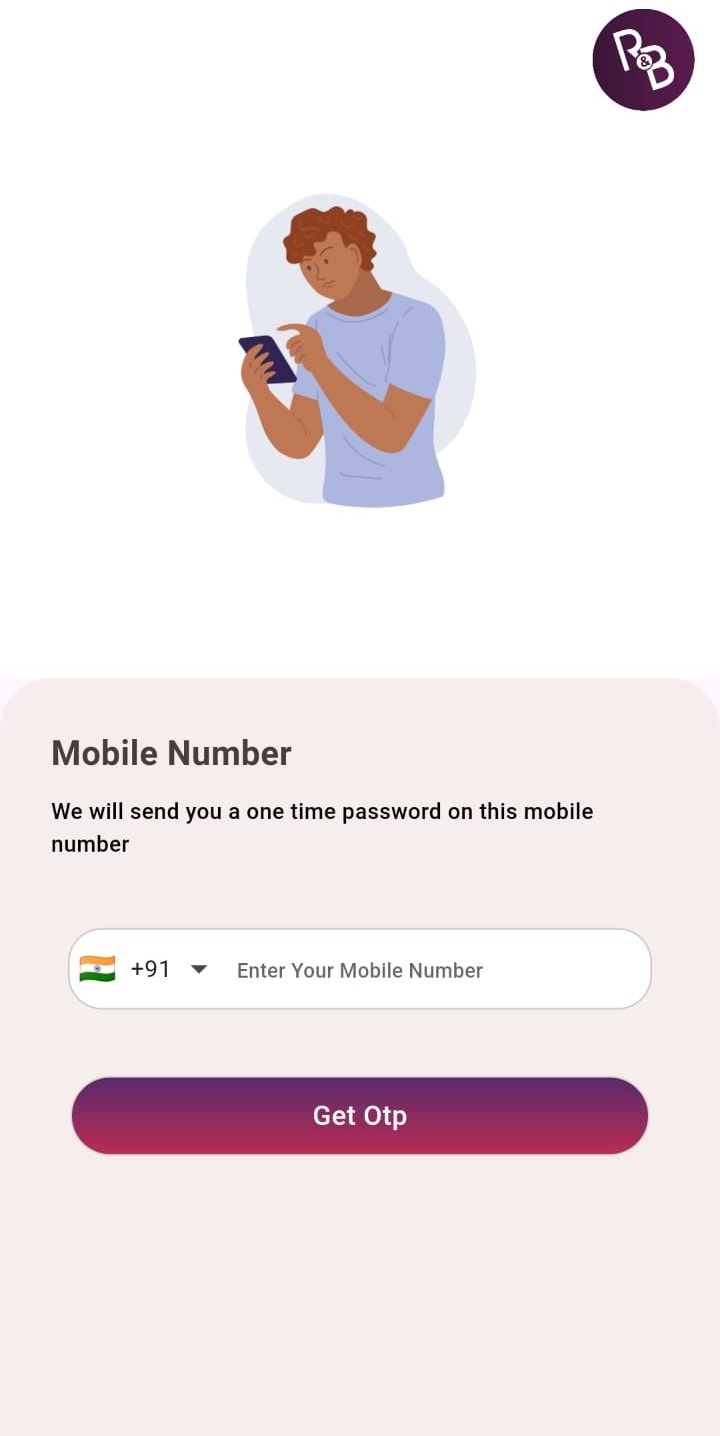 R&B
Mobile Number
We will send you a one time password on this mobile
number
+91
Enter Your Mobile Number
Get Otp